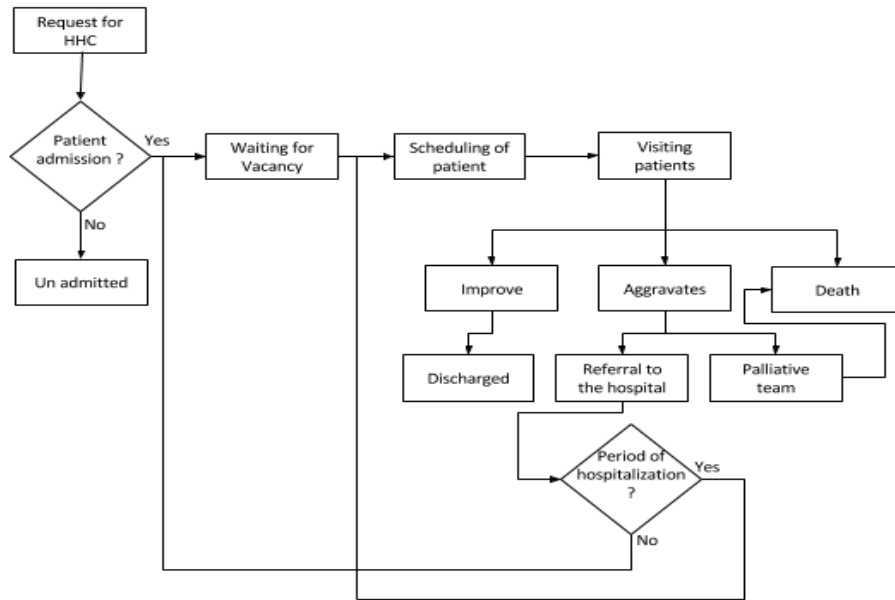 Request for
HHC
Patient
admission ?
Yes
Waiting for
Vacancy
Scheduling of
patient
Visiting
patients
No
Un admitted
Improve
Aggravates
Death
Discharged
Referral to
the hospital
Palliative
team
Period of
hospitalization
?
Yes
No